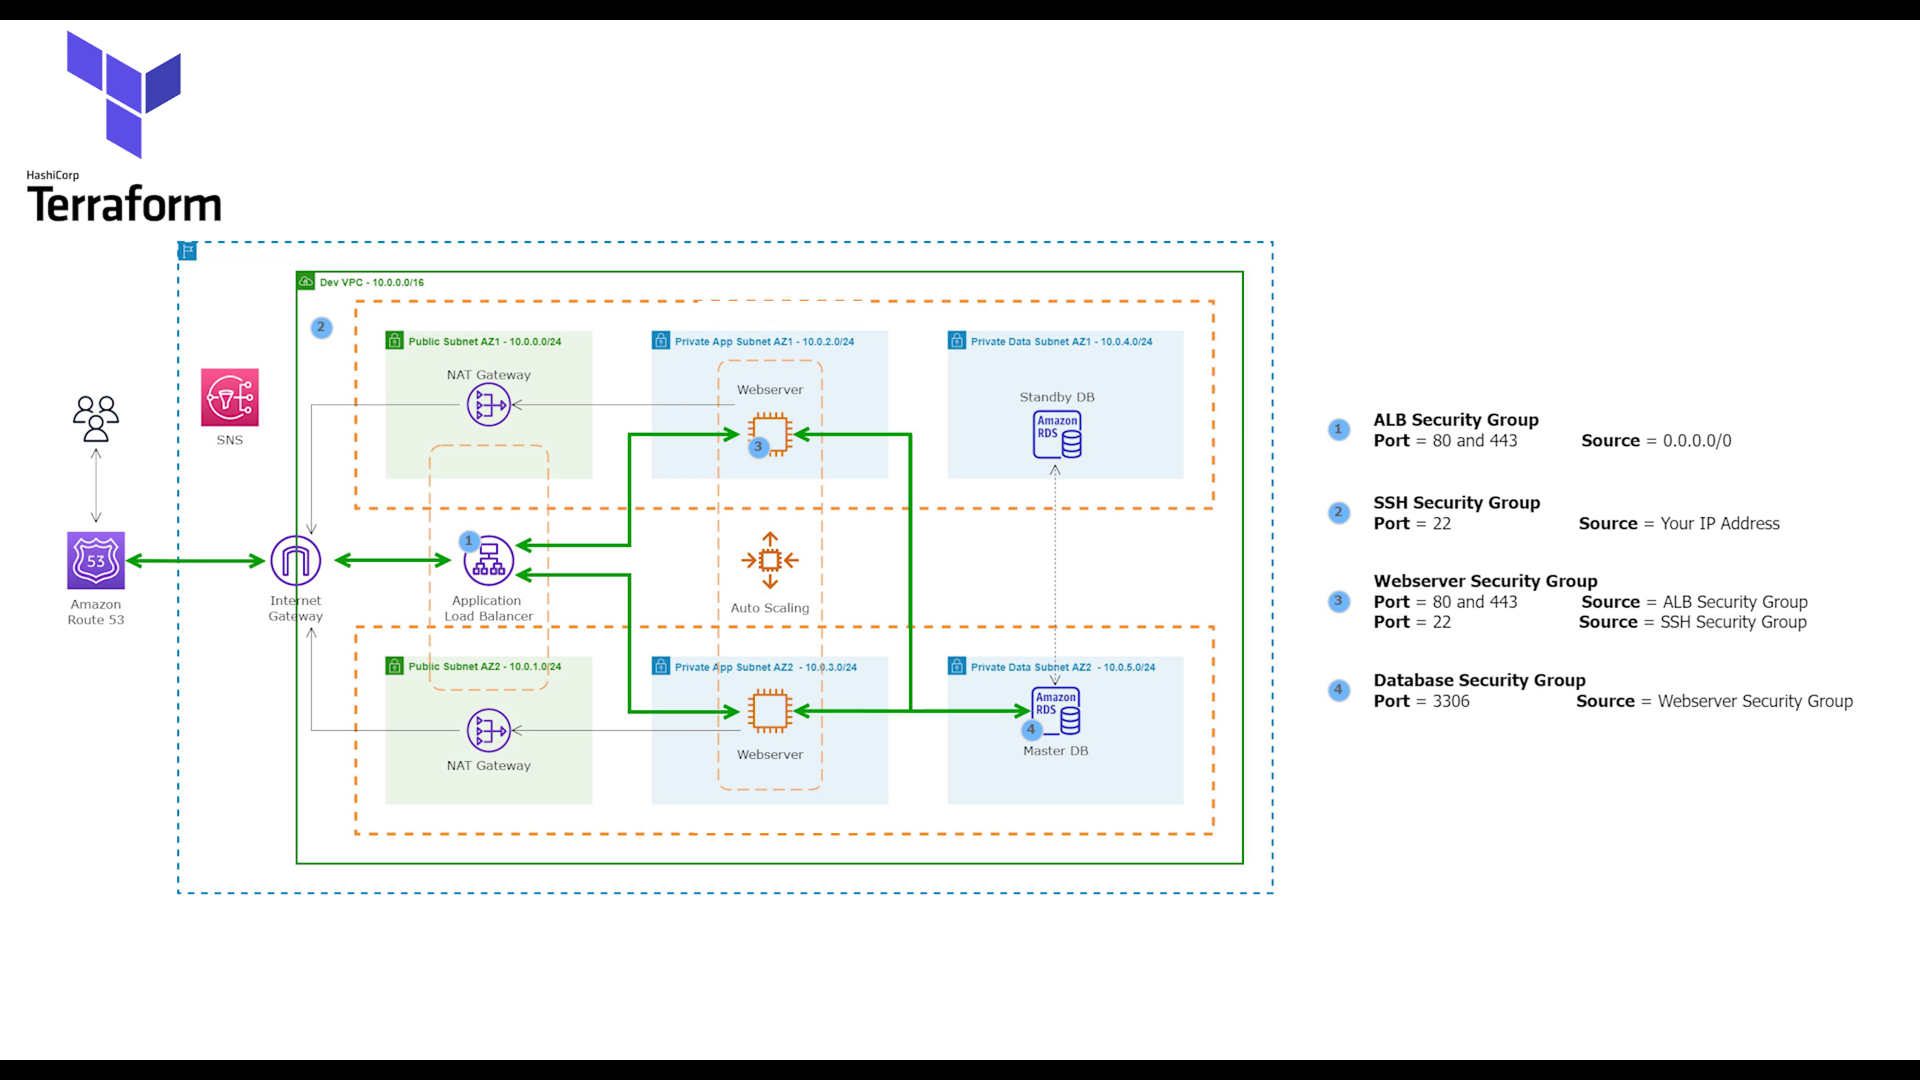 HashiCorp
Terraform
Dev VPC - 10.0.0.0/16
2
Public Subnet AZ1 - 10.0.0.0/24
Private App Subnet AZ1 - 10.0.2.0/24
Private Data Subnet AZ1 - 10.0.4.0/24
NAT Gateway
Webserver
3
Standby DB
Amazon
RDS
SNS
53
Amazon
Route 53
Internet
Gateway
1
Application
Load Balancer
Auto Scaling
Public Subnet AZ2 - 10.0.1.0/24
Private App Subnet AZ2 - 10.0.3.0/24
Private Data Subnet AZ2 - 10.0.5.0/24
NAT Gateway
Webserver
Amazon
RDS
4
Master DB
1
ALB Security Group
Port = 80 and 443 Source = 0.0.0.0/0
2
SSH Security Group
Port = 22 Source = Your IP Address
3
Webserver Security Group
Port = 80 and 443 Source = ALB Security Group
Port = 22 Source = SSH Security Group
4
Database Security Group
Port = 3306 Source = Webserver Security Group